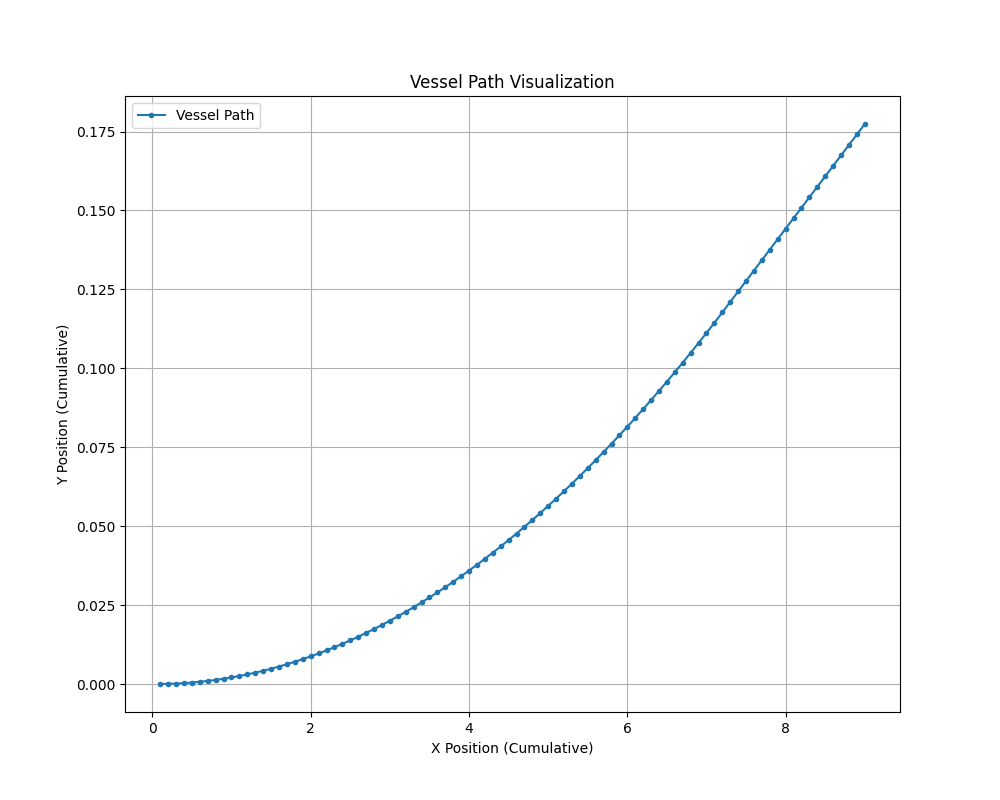 Vessel Path Visualization
Vessel Path
0.175
0.150
0.125
0.100
0.075
0.050
0.025
0.000
Y Position (Cumulative)
0 2 4 6 8
X Position (Cumulative)